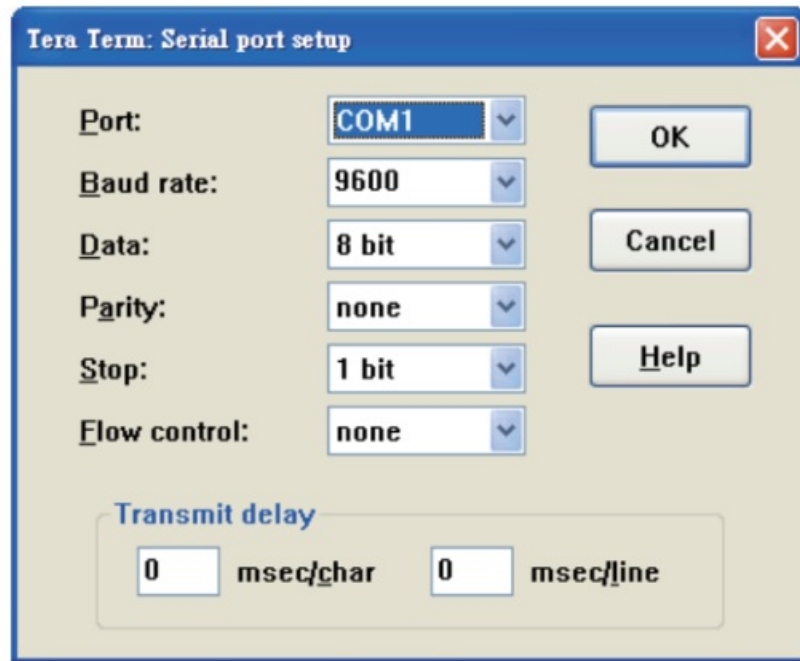 Tera Term: Serial port setup
Port: COM1
Baud rate: 9600
Data: 8 bit
Parity: none
Stop: 1 bit
Flow control: none
OK
Cancel
Help
Transmit delay
0 msec/char 0 msec/line